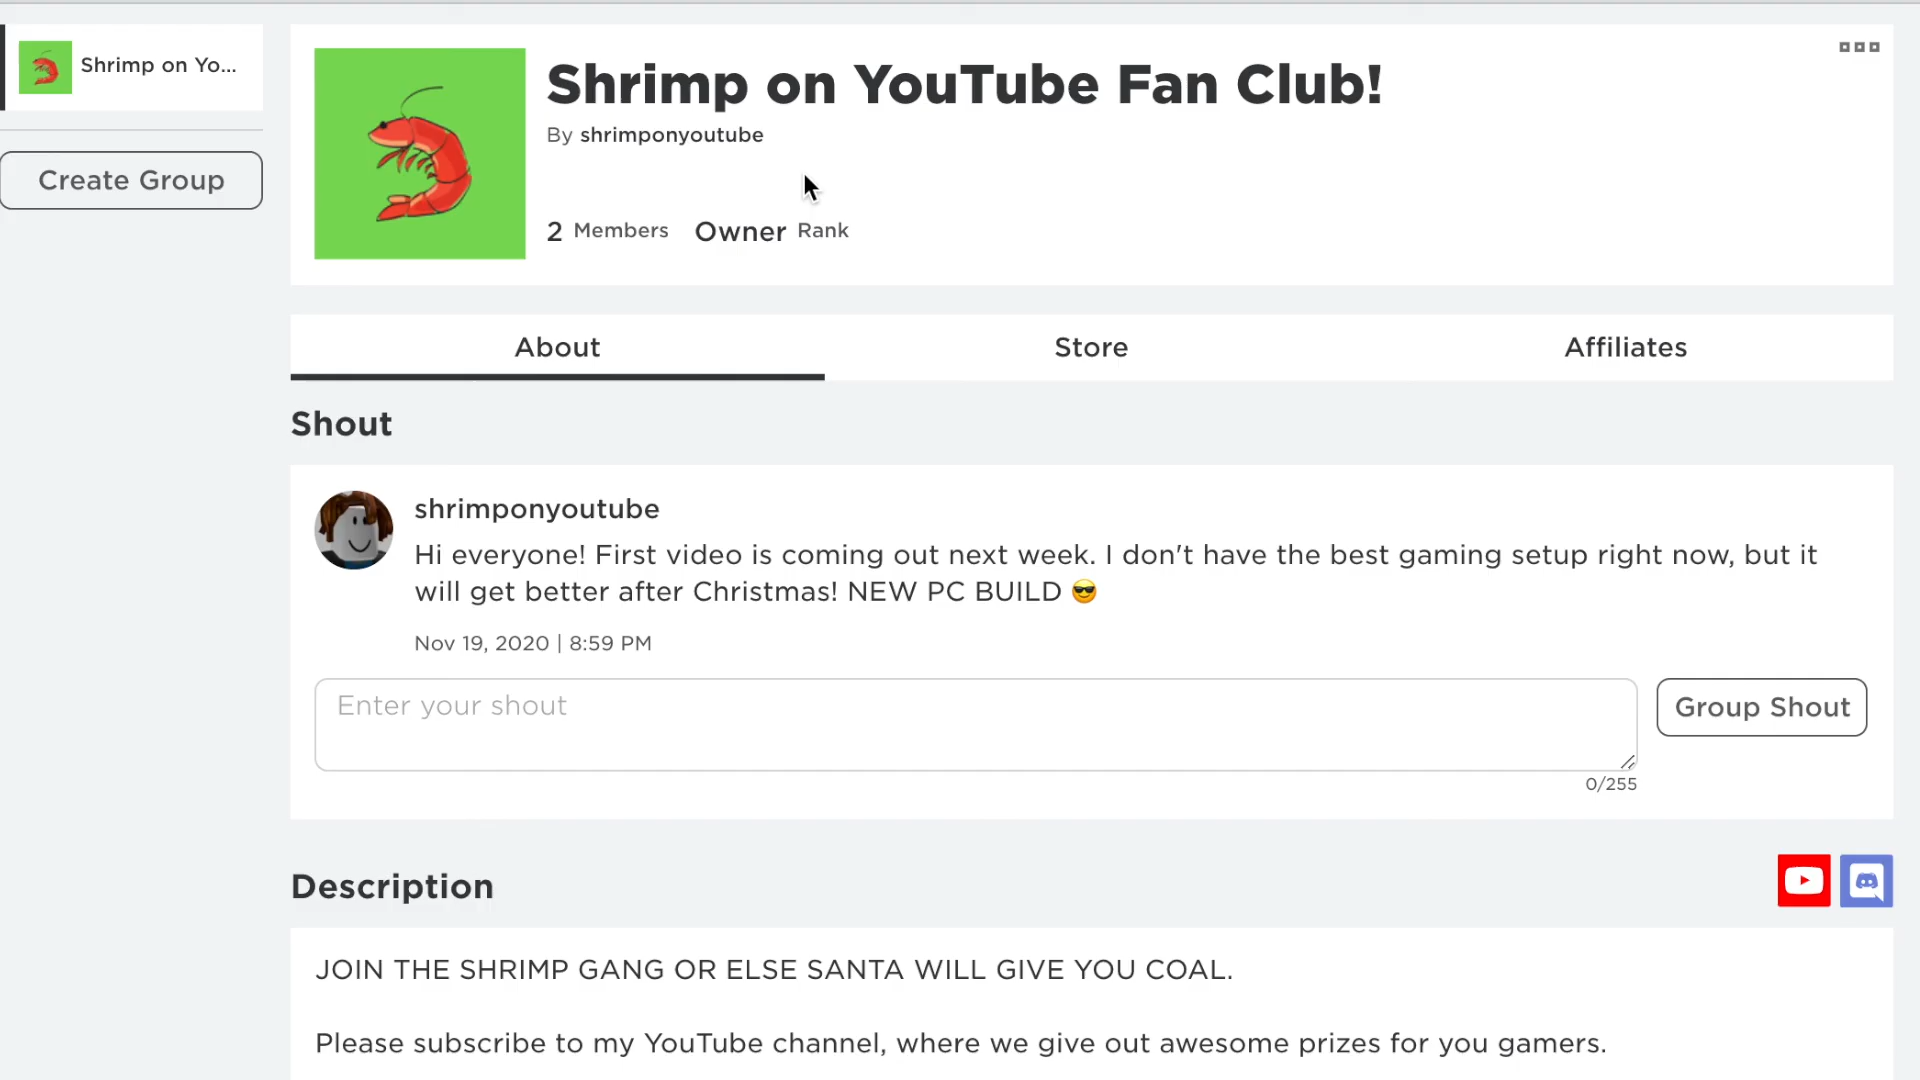 Shrimp on Yo...
Create Group
Shrimp on YouTube Fan Club!
By shrimponyoutube
2 Members Owner Rank
About Store Affiliates
Shout
shrimponyoutube
Hi everyone! First video is coming out next week. I don't have the best gaming setup right now, but it
will get better after Christmas! NEW PC BUILD 😎
Nov 19, 2020 | 8:59 PM
Enter your shout
Group Shout
0/255
Description
JOIN THE SHRIMP GANG OR ELSE SANTA WILL GIVE YOU COAL.
Please subscribe to my YouTube channel, where we give out awesome prizes for you gamers.